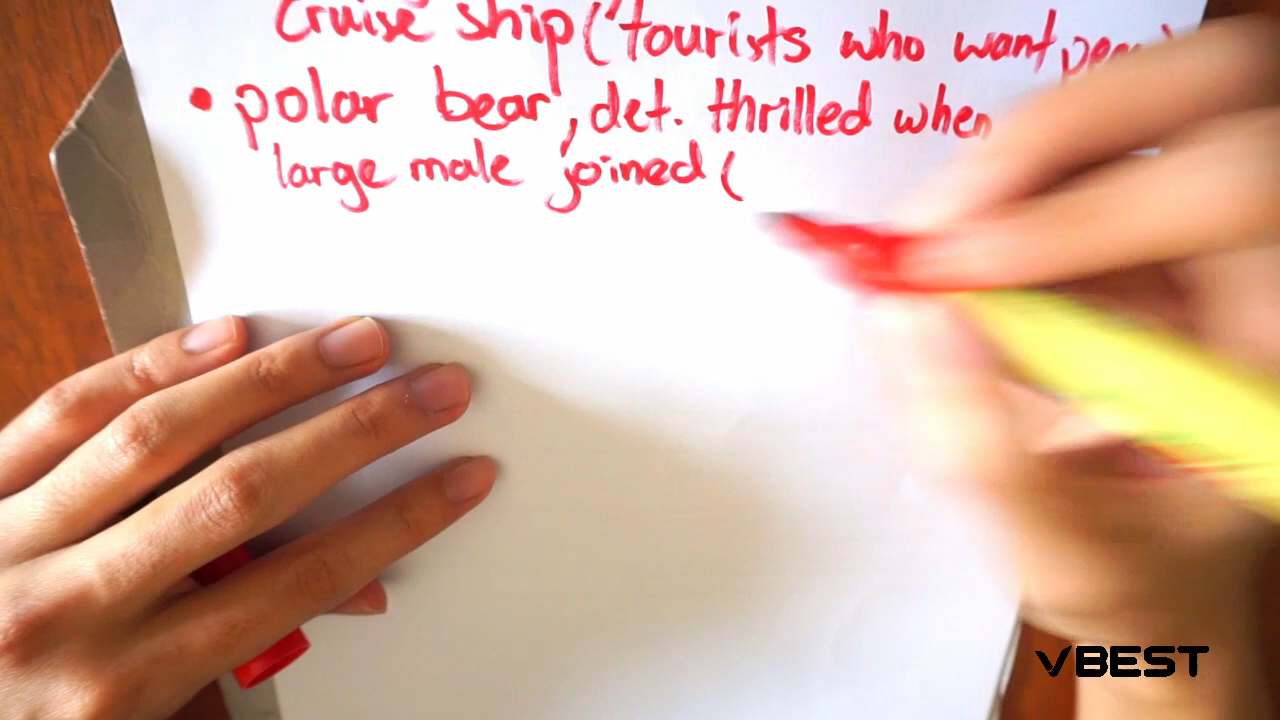 Cruise ship ("tourists who want
• polar bear, det. thrilled when
large male joined (
VBEST